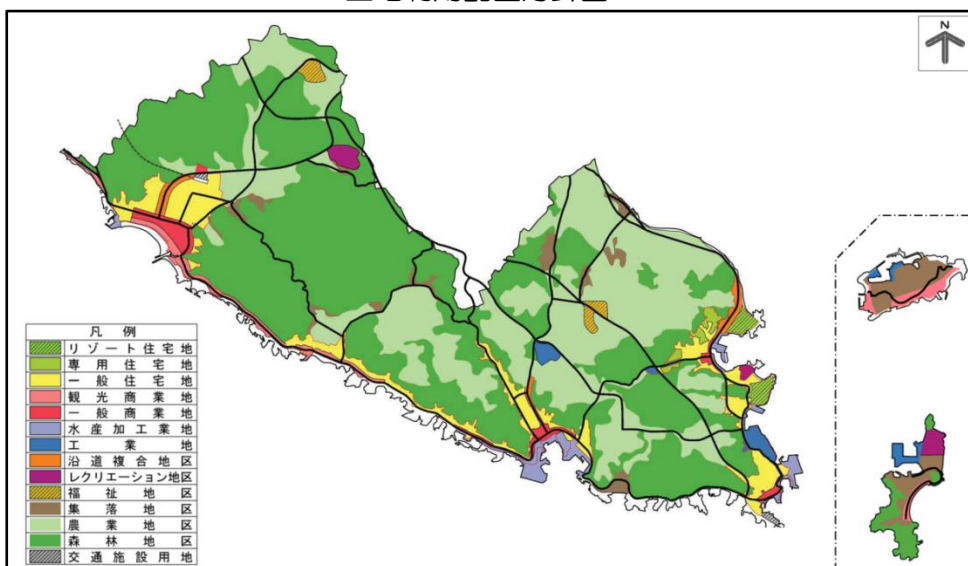 N
凡例
リゾート住宅地
専用住宅地
一般住宅地
観光商業地
一般商業地
水産加工業地
工業地
沿道複合地区
レクリエーション地区
福祉地区
集落地区
農業地区
森林地区
交通施設用地